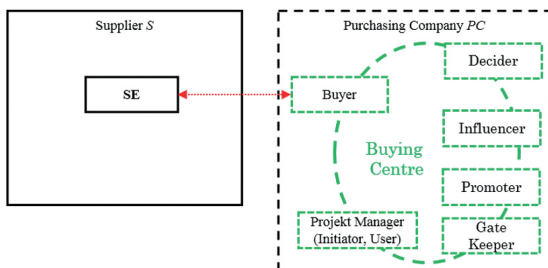 Supplier S
Purchasing Company PC
SE
Buyer
Decider
Influencer
Buying
Centre
Promoter
Projekt Manager
(Initiator, User)
Gate
Keeper